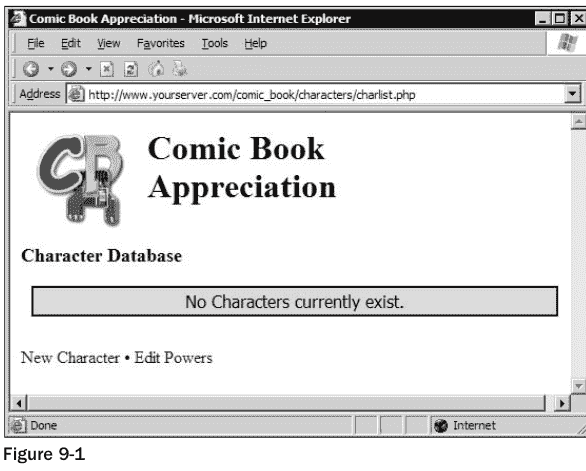 Comic Book Appreciation - Microsoft Internet Explorer
File Edit View Favorites Tools Help
Address http://www.yourserver.com/comic_book/characters/charlist.php
CBA
Comic Book
Appreciation
Character Database
No Characters currently exist.
New Character • Edit Powers
Done Internet
Figure 9-1